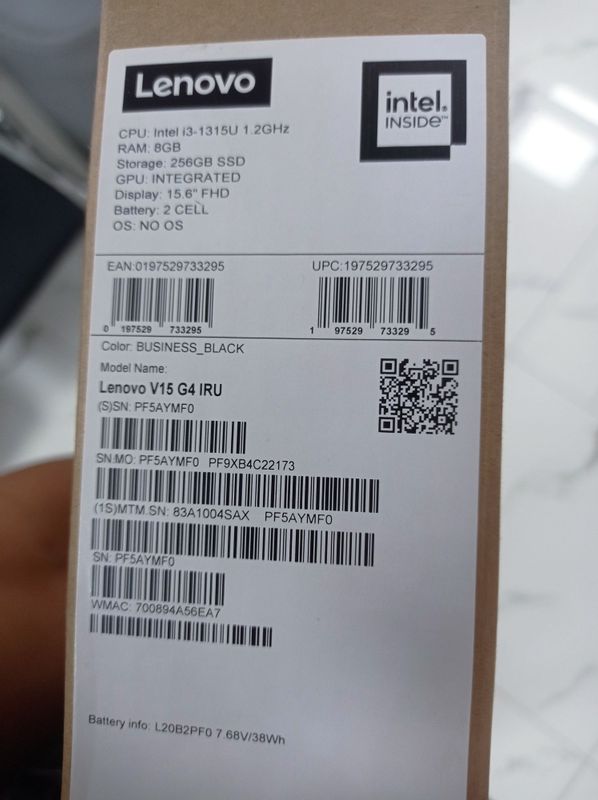 Lenovo
intel.
INSIDE™
CPU: Intel i3-1315U 1.2GHz
RAM: 8GB
Storage: 256GB SSD
GPU: INTEGRATED
Display: 15.6" FHD
Battery: 2 CELL
OS: NO OS
EAN:0197529733295
0 197529 733295
UPC:197529733295
1 97529 73329 5
Color: BUSINESS_BLACK
Model Name:
Lenovo V15 G4 IRU
(S)SN: PF5AYMF0
SN.MO: PF5AYMF0 PF9XB4C22173
(1S)MTM.SN: 83A1004SAX PF5AYMF0
SN: PF5AYMF0
WMAC: 700894A56EA7
Battery info: L20B2PF0 7.68V/38Wh